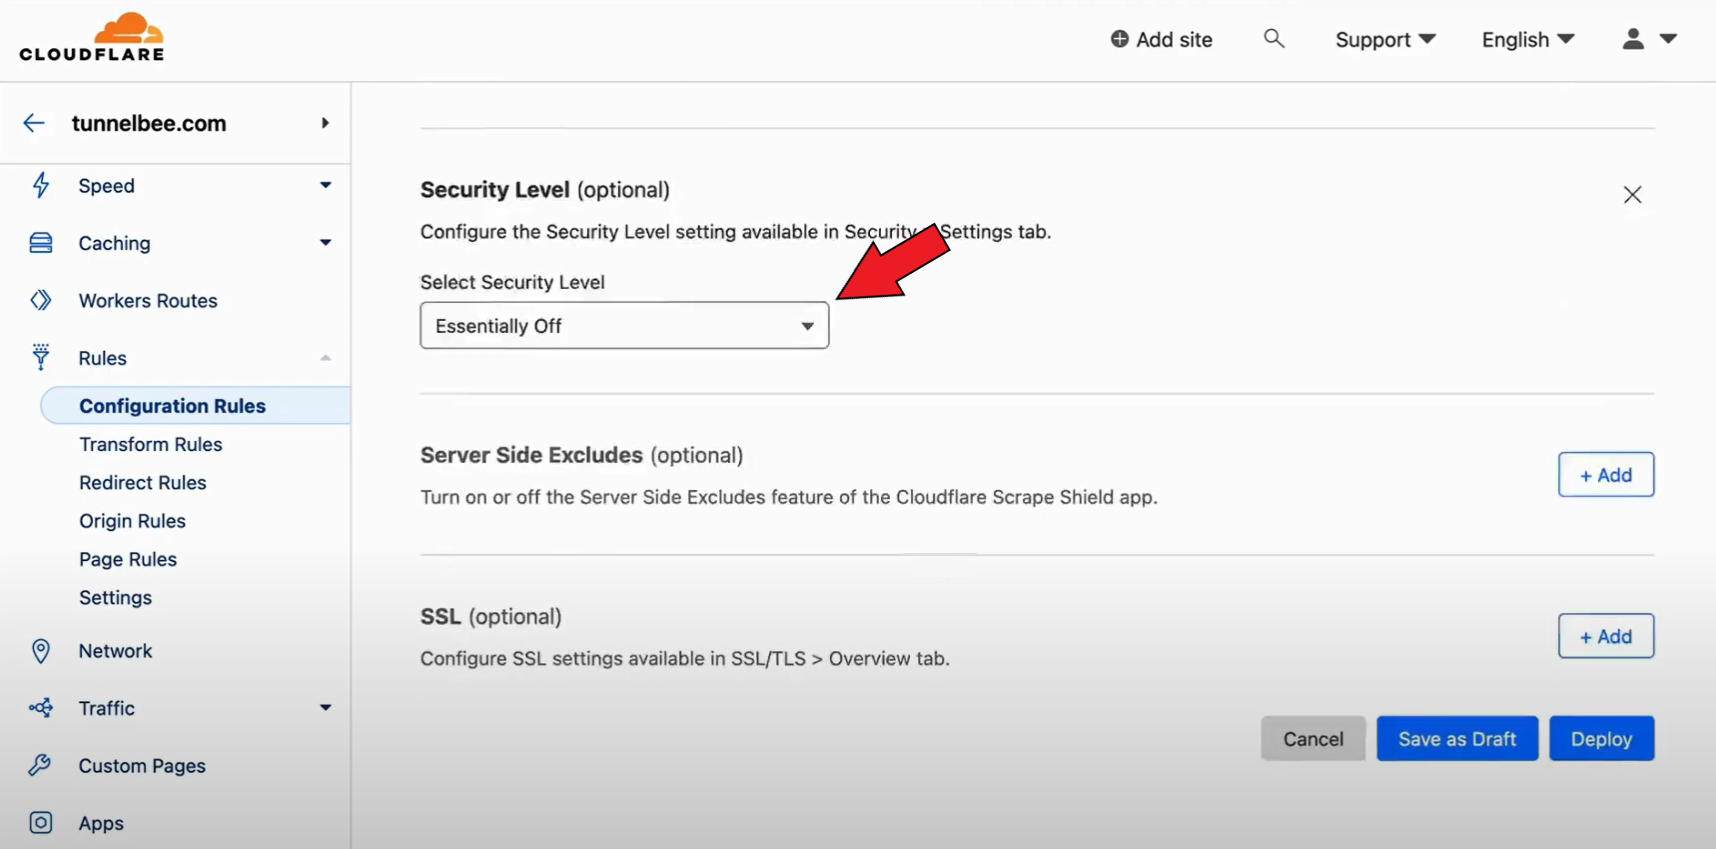 CLOUDFLARE
Add site
Support
English
tunnelbee.com
Speed
Caching
Workers Routes
Rules
Configuration Rules
Transform Rules
Redirect Rules
Origin Rules
Page Rules
Settings
Network
Traffic
Custom Pages
Apps
Security Level (optional)
Configure the Security Level setting available in Security Settings tab.
Select Security Level
Essentially Off
Server Side Excludes (optional)
+ Add
Turn on or off the Server Side Excludes feature of the Cloudflare Scrape Shield app.
SSL (optional)
+ Add
Configure SSL settings available in SSL/TLS > Overview tab.
Cancel
Save as Draft
Deploy